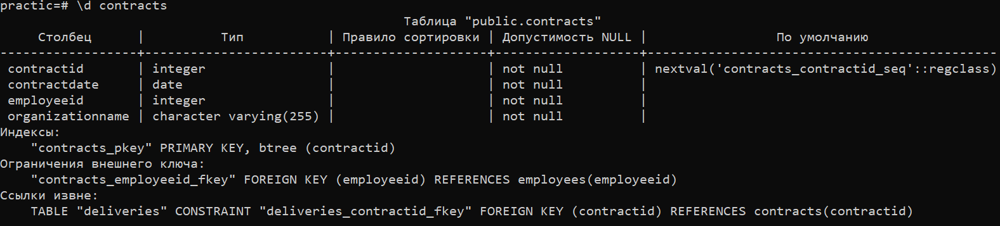 practic=# \d contracts
Таблица "public.contracts"
Столбец | Тип | Правило сортировки | Допустимость NULL | По умолчанию
------------------+------------------------+--------------------+-------------------+-----------------------------------------------
contractid | integer | | not null | nextval('contracts_contractid_seq'::regclass)
contractdate | date | | not null |
employeeid | integer | | not null |
organizationname | character varying(255) | | not null |
Индексы:
"contracts_pkey" PRIMARY KEY, btree (contractid)
Ограничения внешнего ключа:
"contracts_employeeid_fkey" FOREIGN KEY (employeeid) REFERENCES employees(employeeid)
Ссылки извне:
TABLE "deliveries" CONSTRAINT "deliveries_contractid_fkey" FOREIGN KEY (contractid) REFERENCES contracts(contractid)